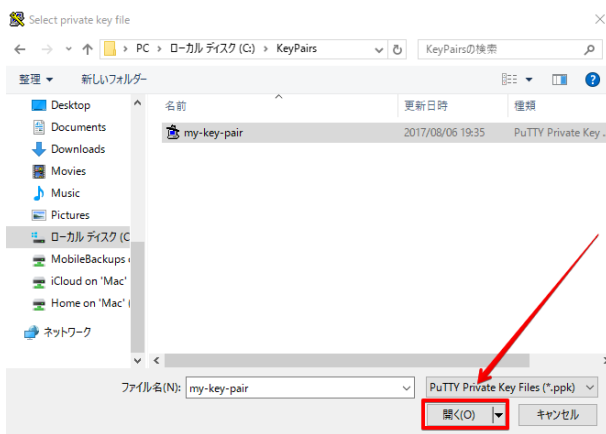 Select private key file
PC > ローカル ディスク (C:) > KeyPairs
KeyPairsの検索
整理 ▼ 新しいフォルダー
名前 更新日時 種類
my-key-pair 2017/08/06 19:35 PuTTY Private Key
Desktop
Documents
Downloads
Movies
Music
Pictures
ローカル ディスク (C
MobileBackups
iCloud on 'Mac'
Home on 'Mac' (
ネットワーク
ファイル名(N): my-key-pair PuTTY Private Key Files (*.ppk)
開く(O) キャンセル